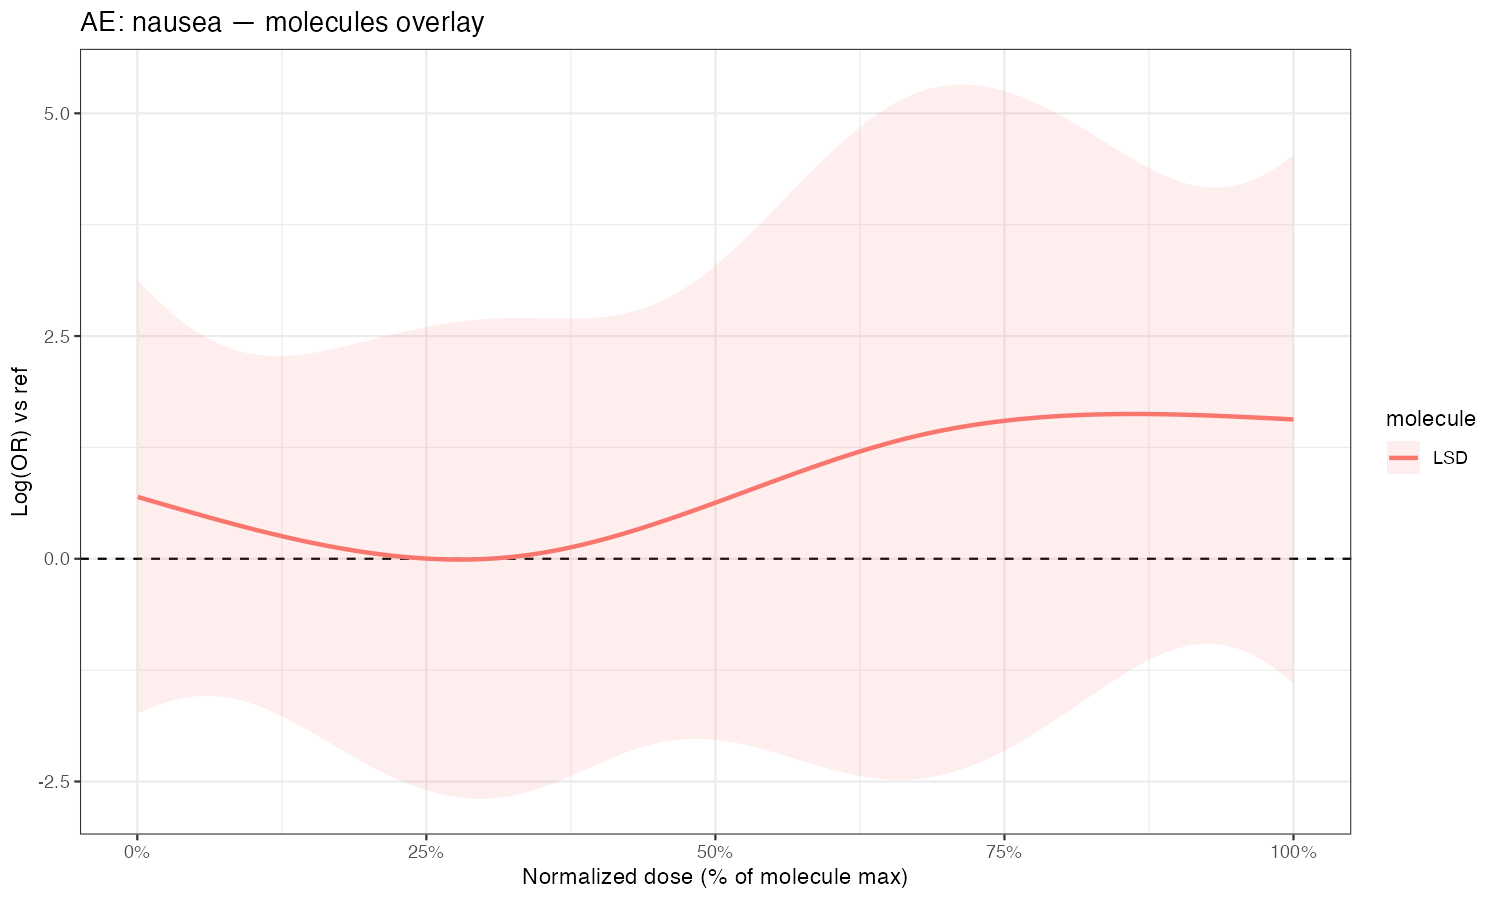 AE: nausea — molecules overlay
5.0
2.5
0.0
-2.5
Log(OR) vs ref
0%
25%
50%
75%
100%
Normalized dose (% of molecule max)
molecule
LSD